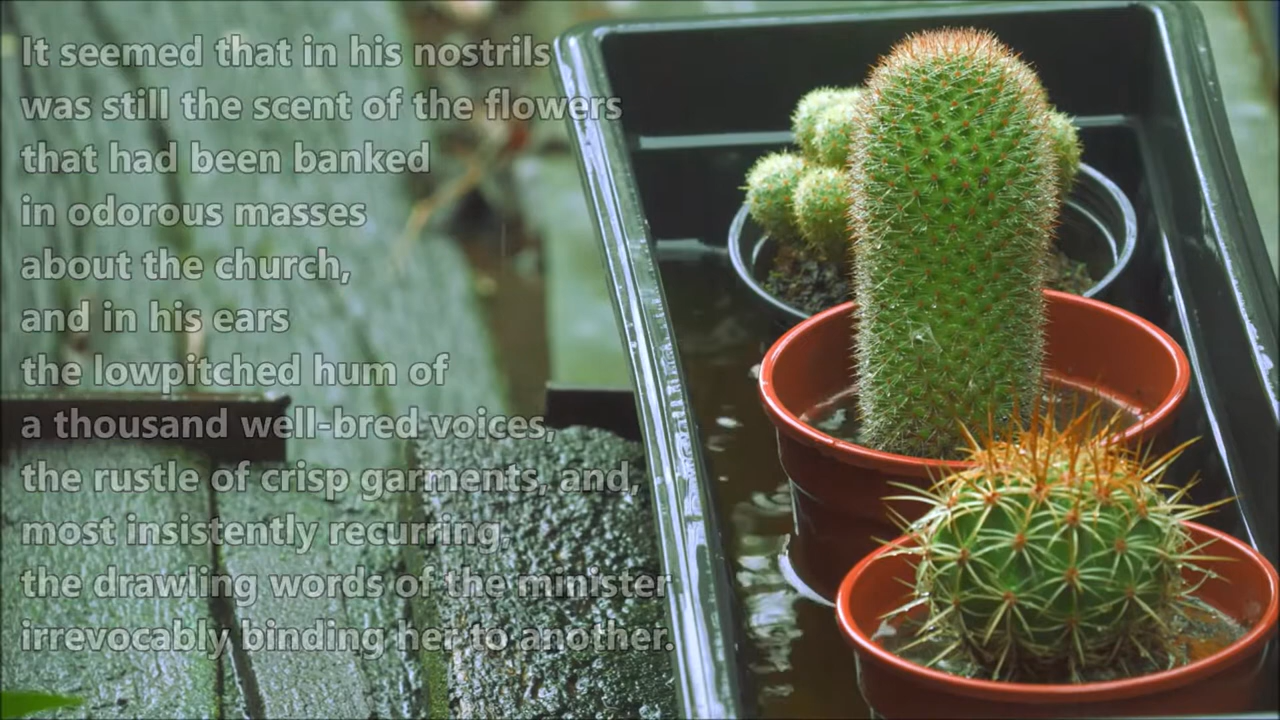 It seemed that in his nostrils
was still the scent of the flowers
that had been banked
in odorous masses
about the church,
and in his ears
the lowpitched hum of
a thousand well-bred voices,
the rustle of crisp garments, and,
most insistently recurring,
the drawling words of the minister
irrevocably binding her to another.